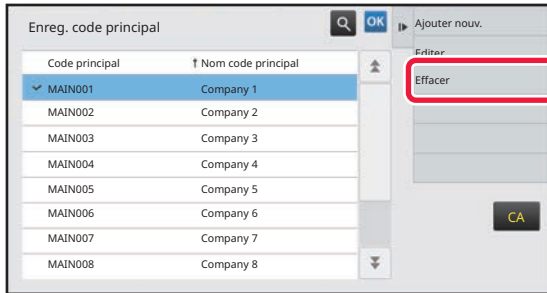 Enreg. code principal
OK
Ajouter nouv.
Editer
Effacer
Code principal ↑ Nom code principal
MAIN001 Company 1
MAIN002 Company 2
MAIN003 Company 3
MAIN004 Company 4
MAIN005 Company 5
MAIN006 Company 6
MAIN007 Company 7
MAIN008 Company 8
CA